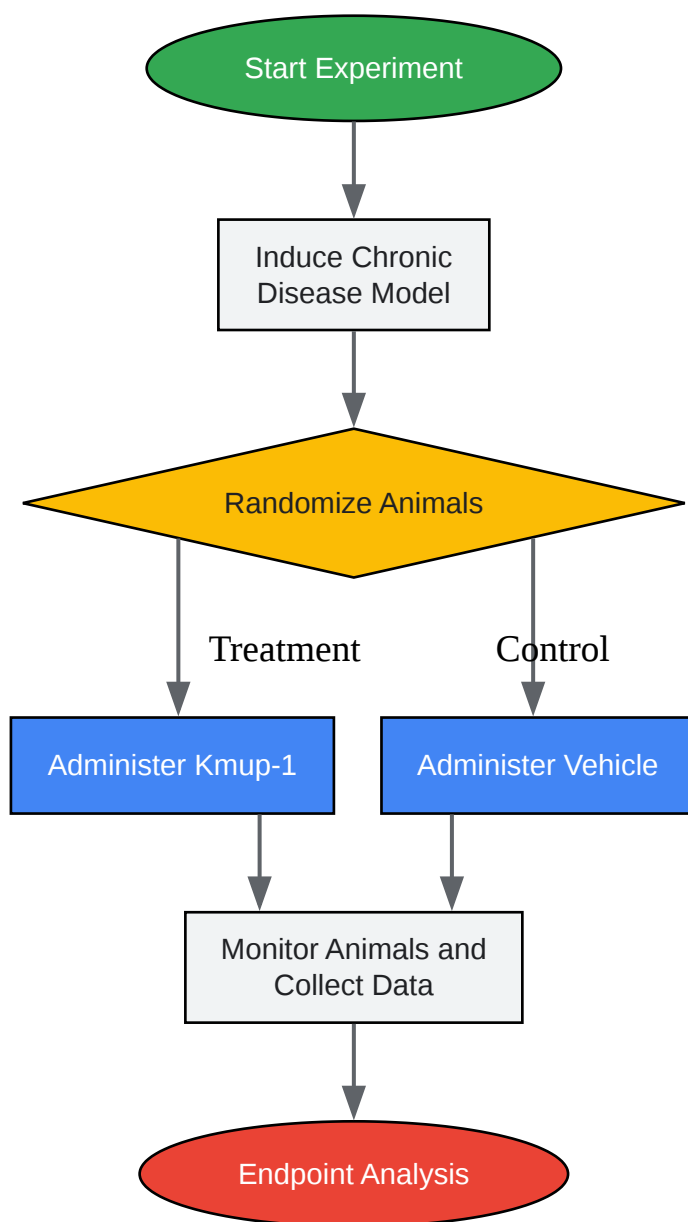 Start Experiment
Induce Chronic
Disease Model
Randomize Animals
Treatment
Control
Administer Kmup-1
Administer Vehicle
Monitor Animals and
Collect Data
Endpoint Analysis